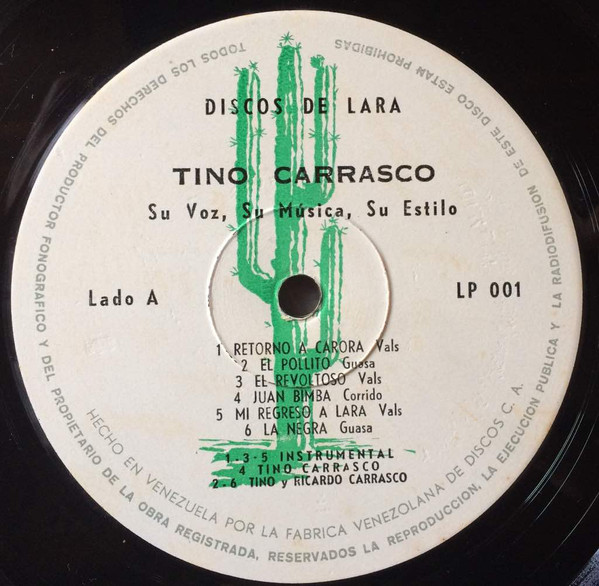 DISCOS DE LARA
TINO CARRASCO
Su Voz, Su Música, Su Estilo
Lado A
LP 001
1 RETORNO A CARORA Vals
2 EL POLLITO Guasa
3 EL REVOLTOSO Vals
4 JUAN BIMBA Corrido
5 MI REGRESO A LARA Vals
6 LA NEGRA Guasa
1-3-5 INSTRUMENTAL
4 TINO CARRASCO
2-6 TINO y RICARDO CARRASCO
HECHO EN VENEZUELA POR LA FABRICA VENEZOLANA DE DISCOS C. A.
TODOS LOS DERECHOS DEL PRODUCTOR FONOGRAFICO Y DEL PROPIETARIO DE LA OBRA REGISTRADA, RESERVADOS LA REPRODUCCION, LA EJECUCION PUBLICA Y LA RADIODIFUSION DE ESTE DISCO ESTAN PROHIBIDAS